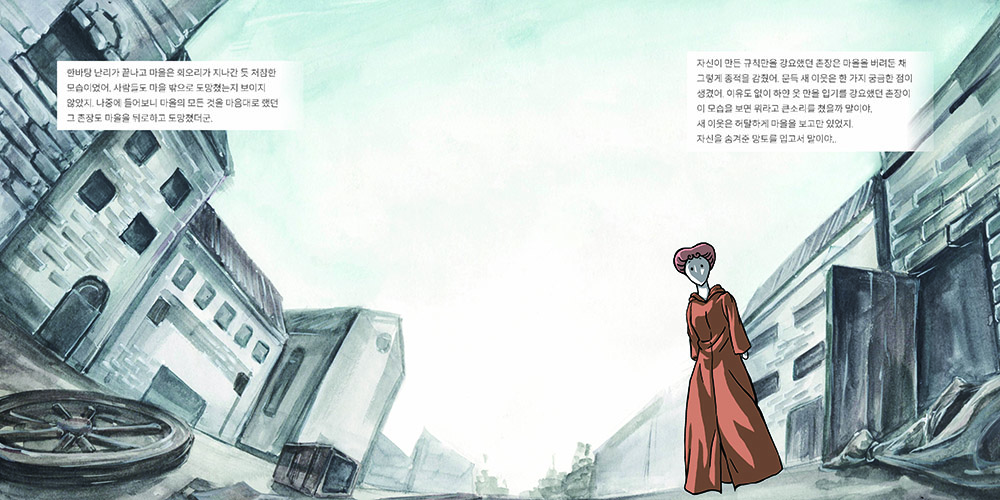 한바탕 난리가 끝나고 마을은 회오리가 지나간 듯 처참한
모습이었어. 사람들도 마을 밖으로 도망쳤는지 보이지
않았지. 나중에 들어보니 마을의 모든 것을 마음대로 했던
그 촌장도 마을을 뒤로하고 도망쳤더군.
자신이 만든 규칙만을 강요했던 촌장은 마을을 버려둔 채
그렇게 종적을 감췄어. 문득 새 이웃은 한 가지 궁금한 점이
생겼어. 이유도 없이 하얀 옷 만을 입기를 강요했던 촌장이
이 모습을 보면 뭐라고 큰소리를 쳤을까 말이야.
새 이웃은 허탈하게 마을을 보고만 있었지.
자신을 숨겨준 망토를 입고서 말이야..